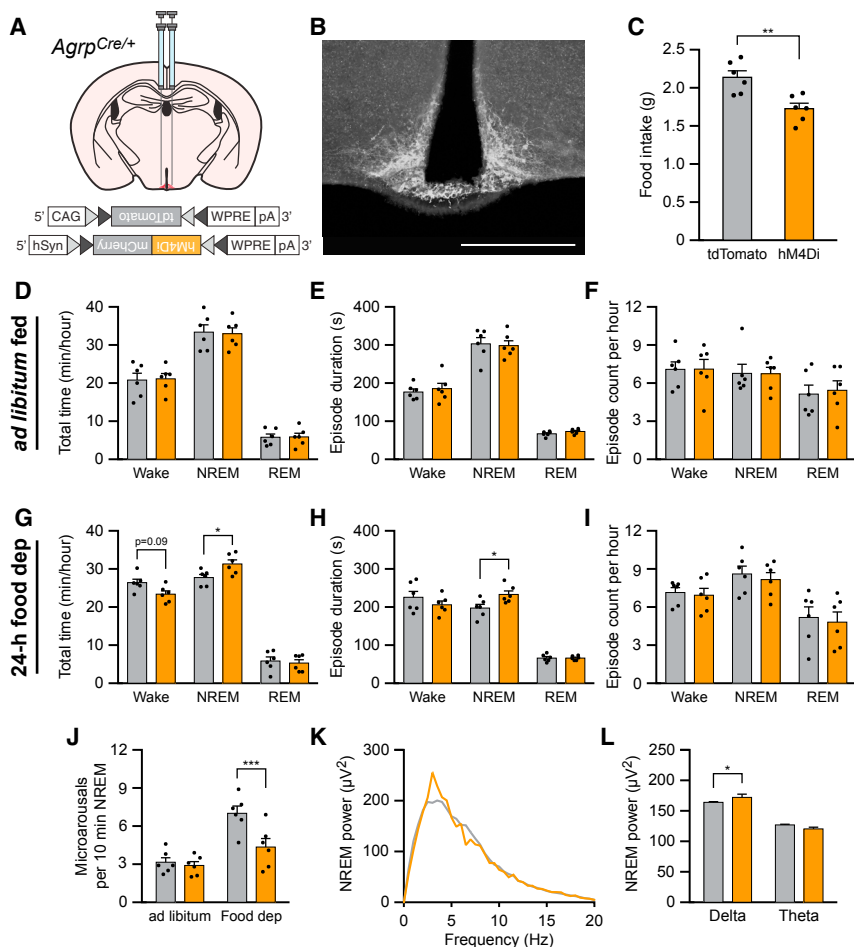 A
Agrp^Cre/+
5' CAG tdTomato WPRE pA 3'
5' hSyn mCherry hM4Di WPRE pA 3'
B
C
**
Food intake (g)
2.5
2.0
1.5
1.0
0.5
0
tdTomato hM4Di
ad libitum fed
D
Total time (min/hour)
40
30
20
10
0
Wake NREM REM
E
Episode duration (s)
400
300
200
100
0
Wake NREM REM
F
Episode count per hour
12
9
6
3
0
Wake NREM REM
24-h food dep
G
Total time (min/hour)
40
30
20
10
0
p=0.09
*
Wake NREM REM
H
Episode duration (s)
400
300
200
100
0
*
Wake NREM REM
I
Episode count per hour
12
9
6
3
0
Wake NREM REM
J
Microarousals
per 10 min NREM
12
9
6
3
0
***
ad libitum Food dep
K
NREM power (µV²)
300
200
100
0
0 5 10 15 20
Frequency (Hz)
L
NREM power (µV²)
250
200
150
100
50
0
*
Delta Theta